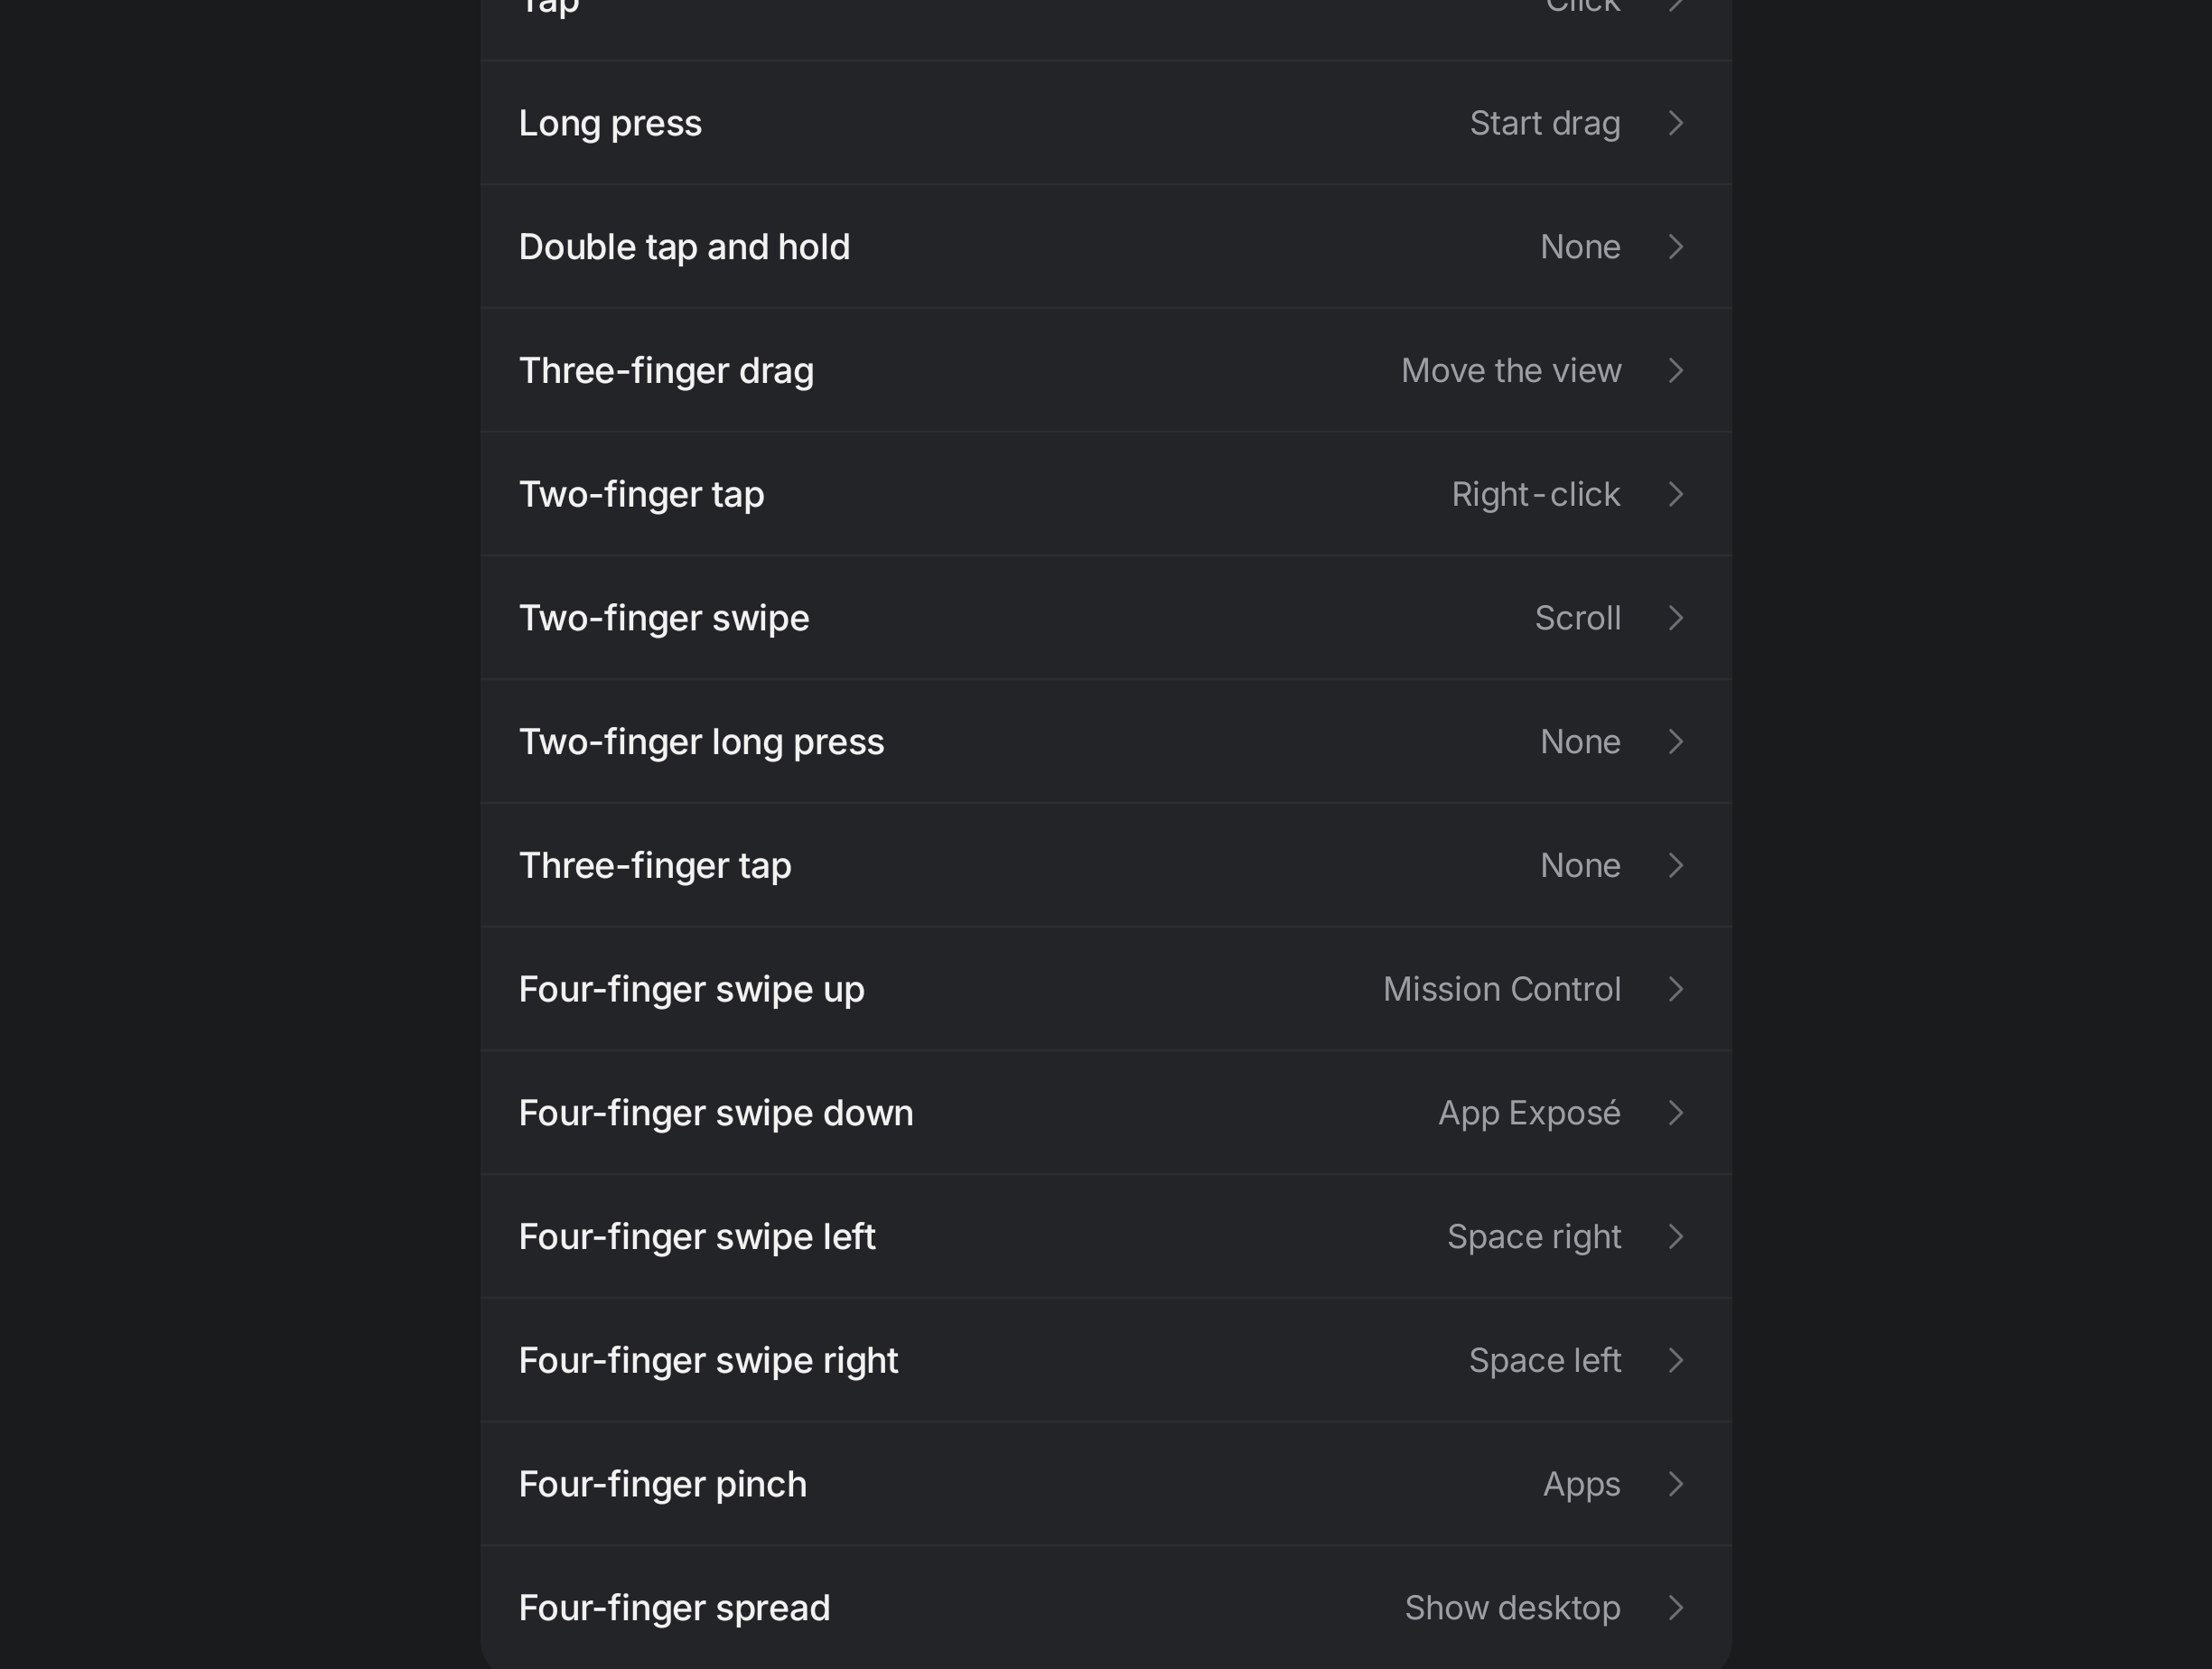 Tap
Click
Long press
Start drag
Double tap and hold
None
Three-finger drag
Move the view
Two-finger tap
Right-click
Two-finger swipe
Scroll
Two-finger long press
None
Three-finger tap
None
Four-finger swipe up
Mission Control
Four-finger swipe down
App Exposé
Four-finger swipe left
Space right
Four-finger swipe right
Space left
Four-finger pinch
Apps
Four-finger spread
Show desktop